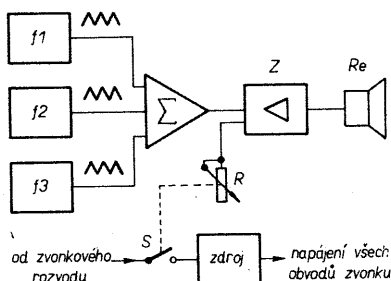 f1
f2
f3
Σ
Z
Re
R
S
od zvonkového
rozvodu
zdroj
napájení všech
obvodů zvonku